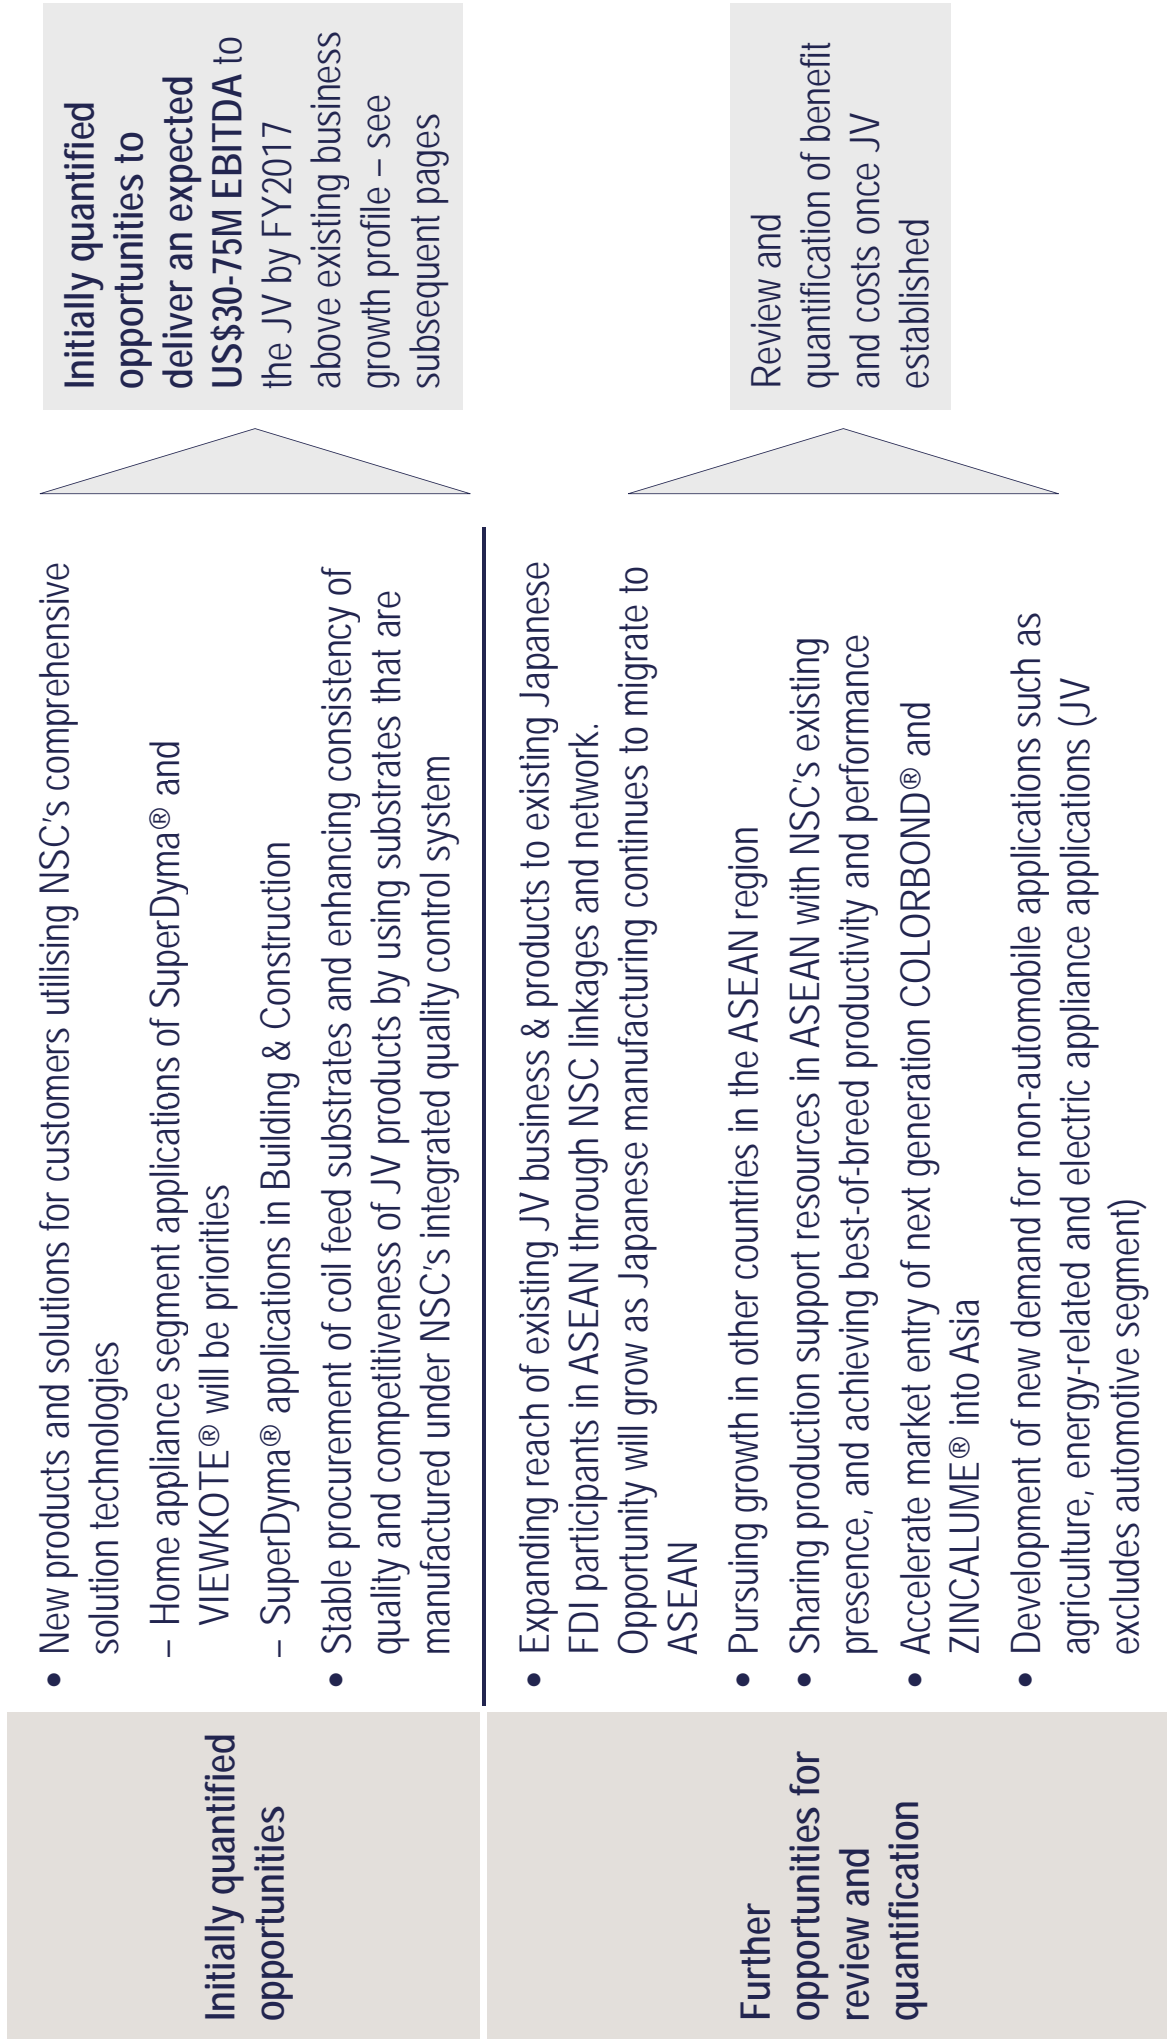 Initially quantified
opportunities
• New products and solutions for customers utilising NSC's comprehensive
solution technologies
– Home appliance segment applications of SuperDyma® and
VIEWKOTE® will be priorities
– SuperDyma® applications in Building & Construction
• Stable procurement of coil feed substrates and enhancing consistency of
quality and competitiveness of JV products by using substrates that are
manufactured under NSC's integrated quality control system
Initially quantified
opportunities to
deliver an expected
US$30-75M EBITDA to
the JV by FY2017
above existing business
growth profile – see
subsequent pages
Further
opportunities for
review and
quantification
• Expanding reach of existing JV business & products to existing Japanese
FDI participants in ASEAN through NSC linkages and network.
Opportunity will grow as Japanese manufacturing continues to migrate to
ASEAN
• Pursuing growth in other countries in the ASEAN region
• Sharing production support resources in ASEAN with NSC's existing
presence, and achieving best-of-breed productivity and performance
• Accelerate market entry of next generation COLORBOND® and
ZINCALUME® into Asia
• Development of new demand for non-automobile applications such as
agriculture, energy-related and electric appliance applications (JV
excludes automotive segment)
Review and
quantification of benefit
and costs once JV
established